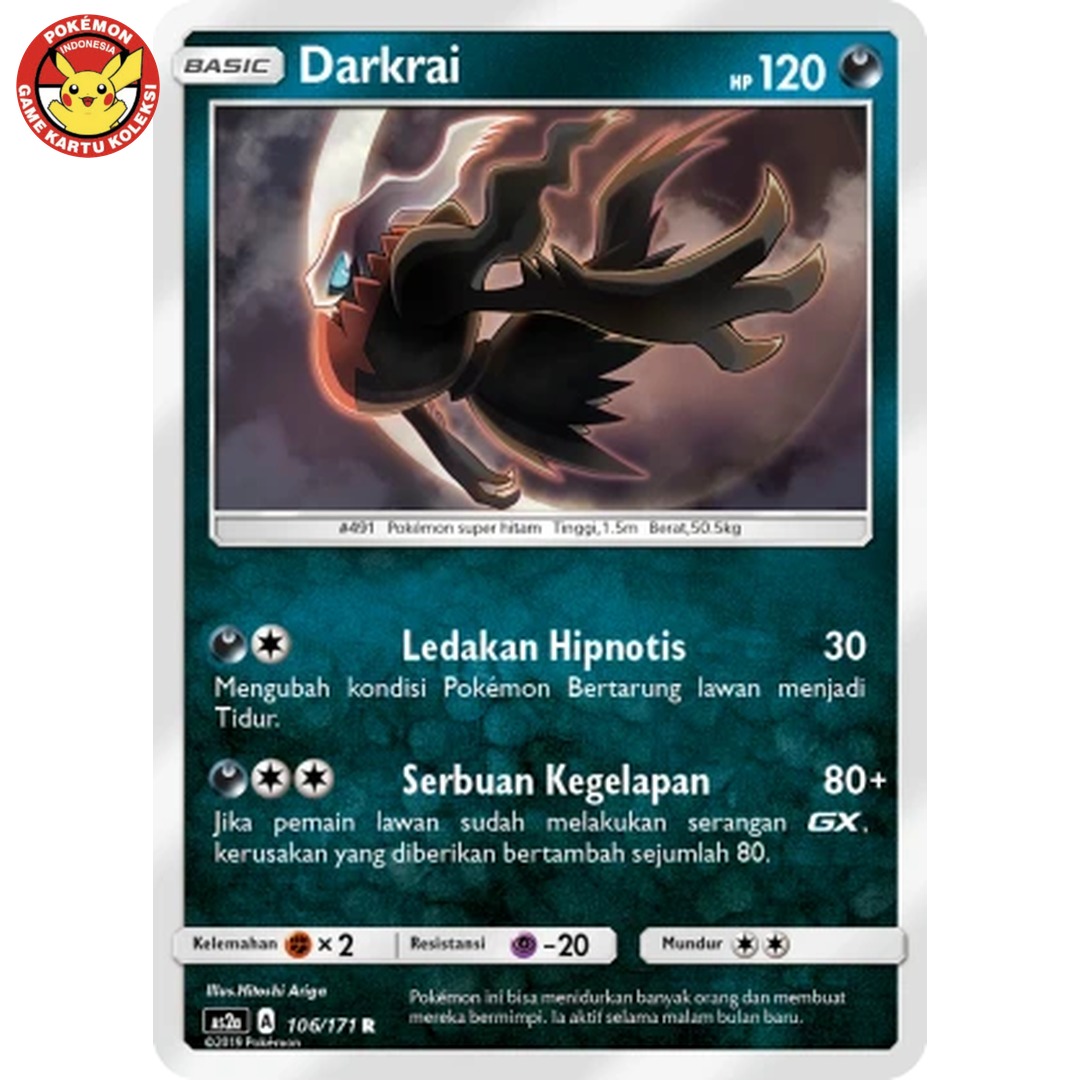 POKÉMON
INDONESIA
GAME KARTU KOLEKSI
BASIC Darkrai HP 120
#491 Pokémon super hitam Tinggi,1.5m Berat,50.5kg
Ledakan Hipnotis 30
Mengubah kondisi Pokémon Bertarung lawan menjadi
Tidur.
Serbuan Kegelapan 80+
Jika pemain lawan sudah melakukan serangan GX,
kerusakan yang diberikan bertambah sejumlah 80.
Kelemahan ×2 Resistansi -20 Mundur
Illus.Hitoshi Ariga
Pokémon ini bisa menidurkan banyak orang dan membuat
mereka bermimpi. Ia aktif selama malam bulan baru.
AS2a A 106/171 R
©2019 Pokémon